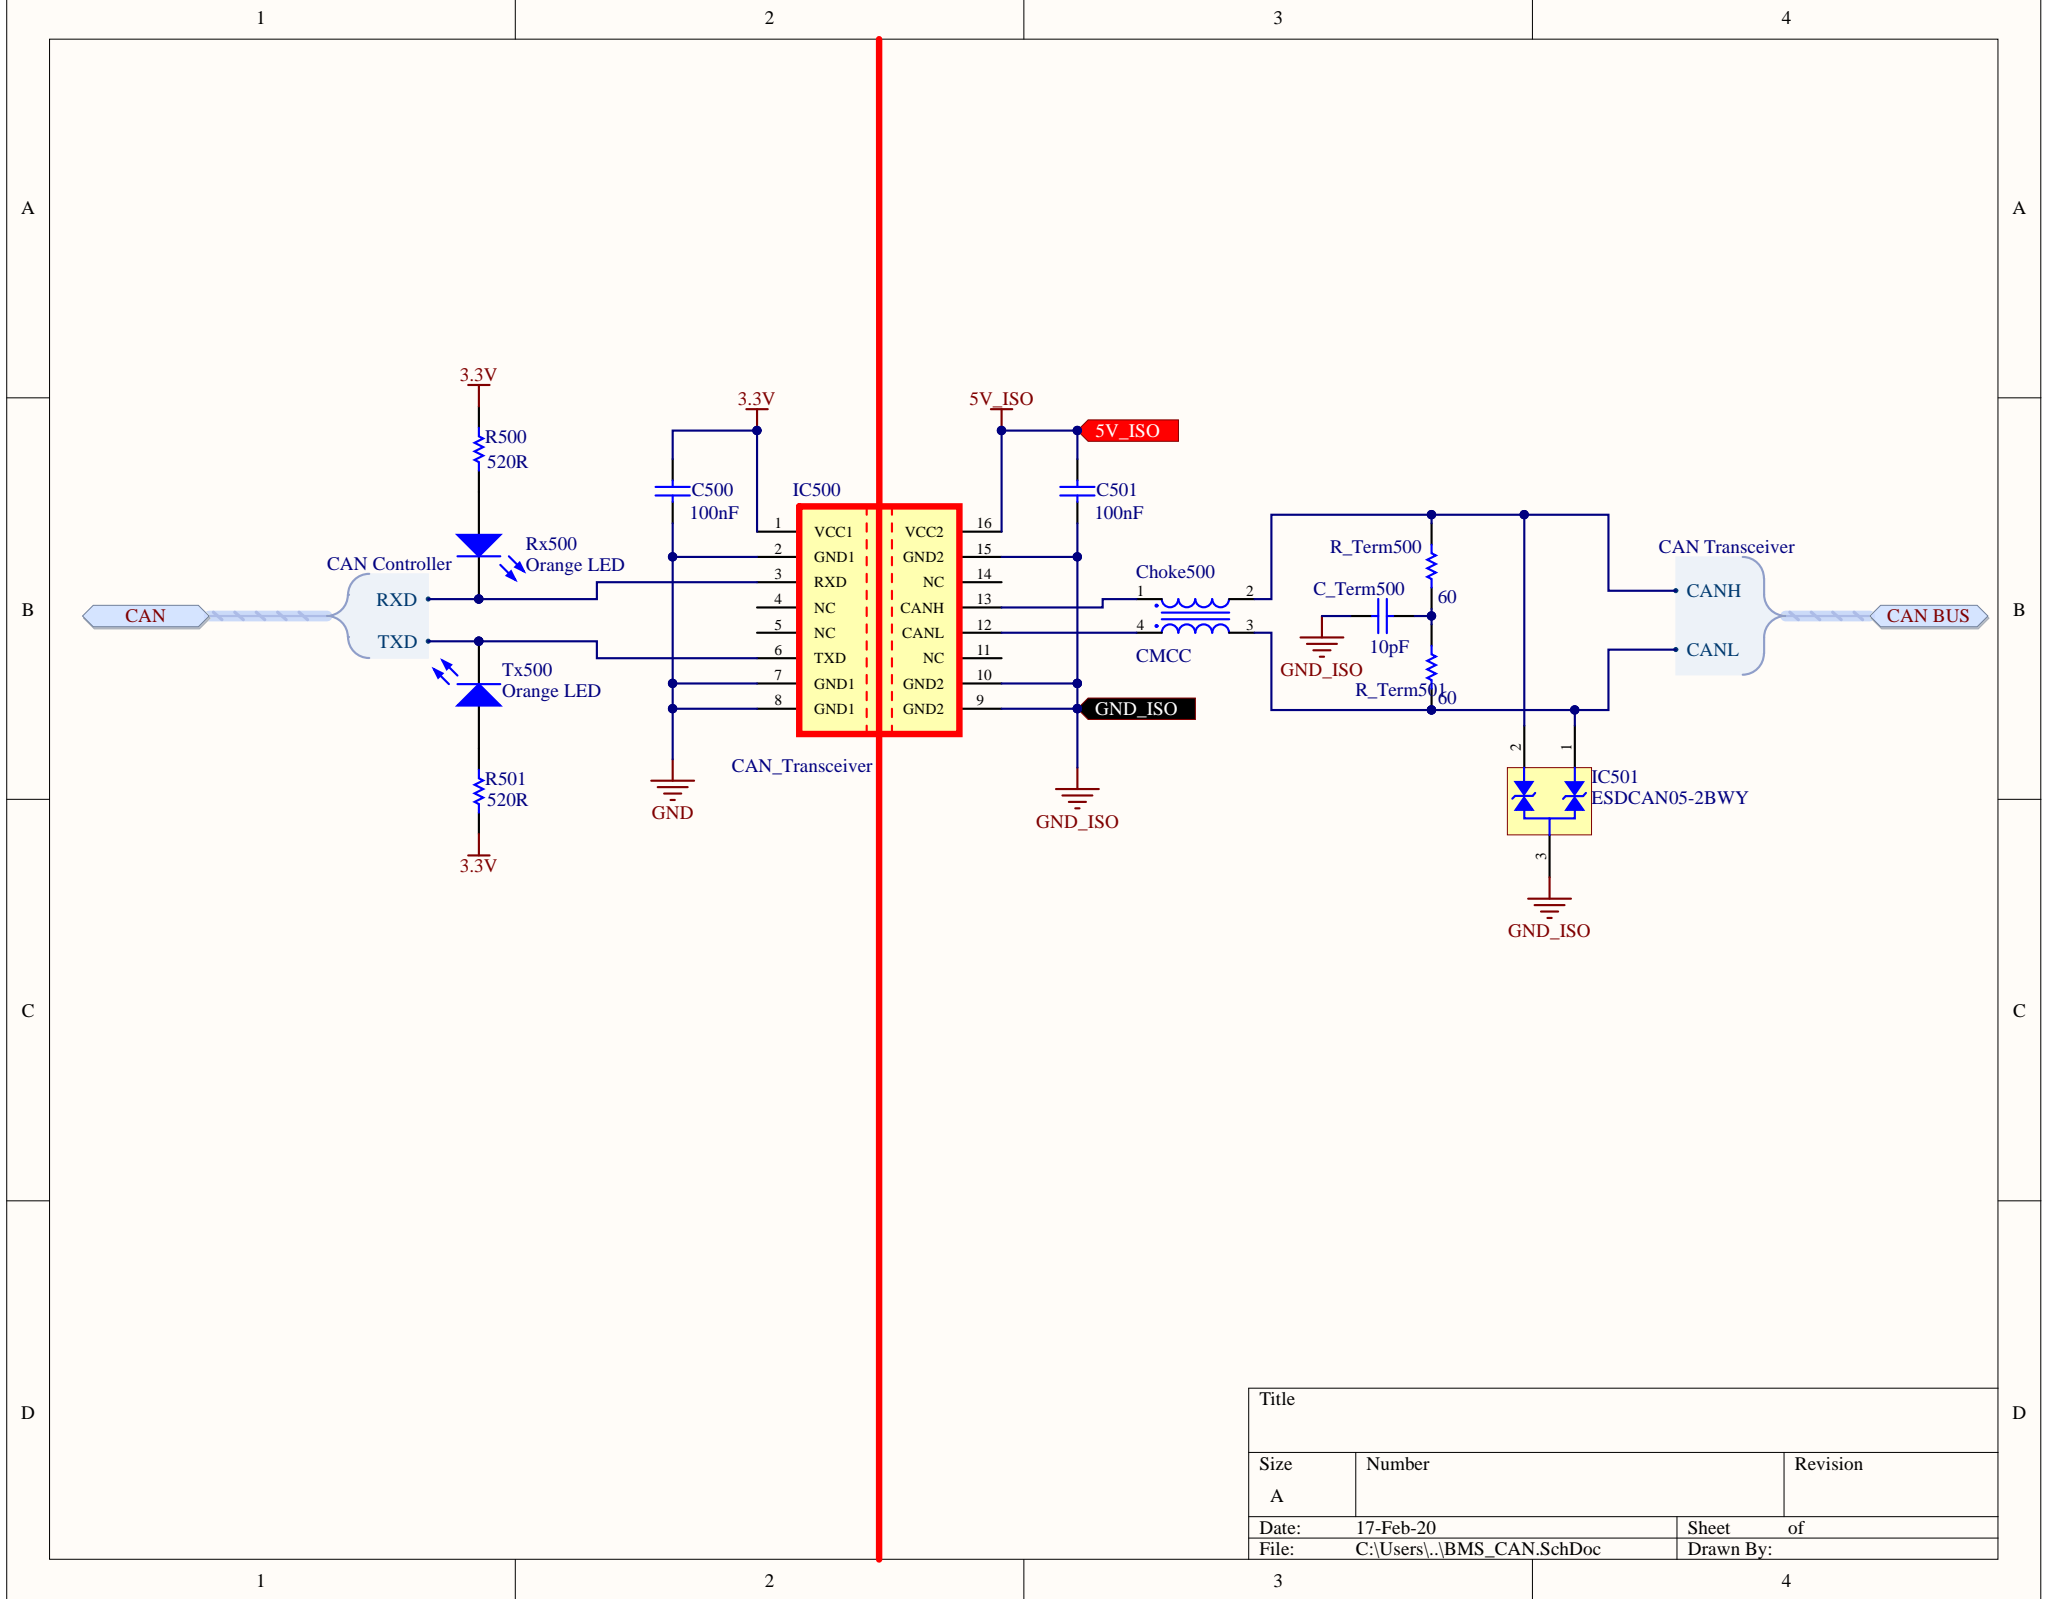 1
2
3
4
A
A
3.3V
3.3V
5V_ISO
5V_ISO
R500
520R
C500
100nF
IC500
C501
100nF
1
VCC1
VCC2
16
2
GND1
GND2
15
3
RXD
NC
14
4
NC
CANH
13
5
NC
CANL
12
6
TXD
NC
11
7
GND1
GND2
10
8
GND1
GND2
9
CAN_Transceiver
GND
GND_ISO
GND_ISO
Rx500
Orange LED
CAN Controller
RXD
TXD
B
CAN
Tx500
Orange LED
R501
520R
3.3V
Choke500
1
2
4
3
CMCC
R_Term500
60
C_Term500
10pF
GND_ISO
R_Term501
60
CAN Transceiver
CANH
CANL
CAN BUS
B
2
1
IC501
ESDCAN05-2BWY
3
GND_ISO
C
C
D
D
Title
Size
A
Number
Revision
Date:
17-Feb-20
Sheet of
File:
C:\Users\..\BMS_CAN.SchDoc
Drawn By:
1
2
3
4